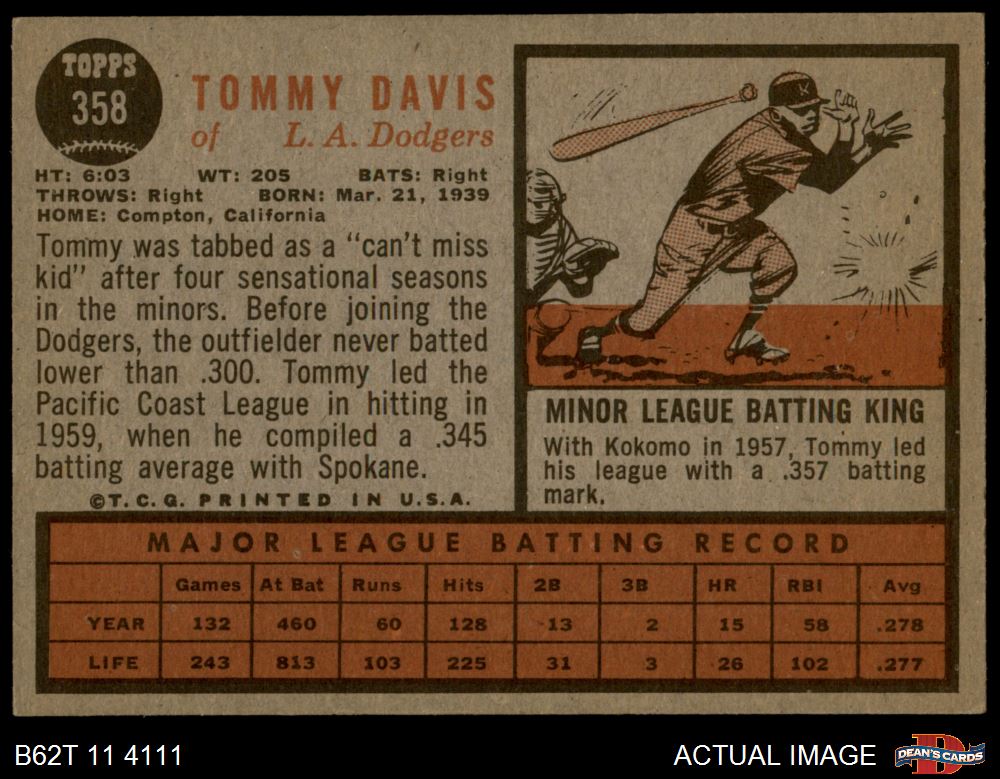 TOPPS
358
TOMMY DAVIS
of L. A. Dodgers
HT: 6:03 WT: 205 BATS: Right
THROWS: Right BORN: Mar. 21, 1939
HOME: Compton, California
Tommy was tabbed as a “can't miss
kid” after four sensational seasons
in the minors. Before joining the
Dodgers, the outfielder never batted
lower than .300. Tommy led the
Pacific Coast League in hitting in
1959, when he compiled a .345
batting average with Spokane.
©T. C. G. PRINTED IN U.S.A.
K
MINOR LEAGUE BATTING KING
With Kokomo in 1957, Tommy led
his league with a .357 batting
mark.
MAJOR LEAGUE BATTING RECORD
Games At Bat Runs Hits 2B 3B HR RBI Avg
YEAR 132 460 60 128 13 2 15 58 .278
LIFE 243 813 103 225 31 3 26 102 .277
B62T 11 4111
ACTUAL IMAGE
DEAN'S CARDS